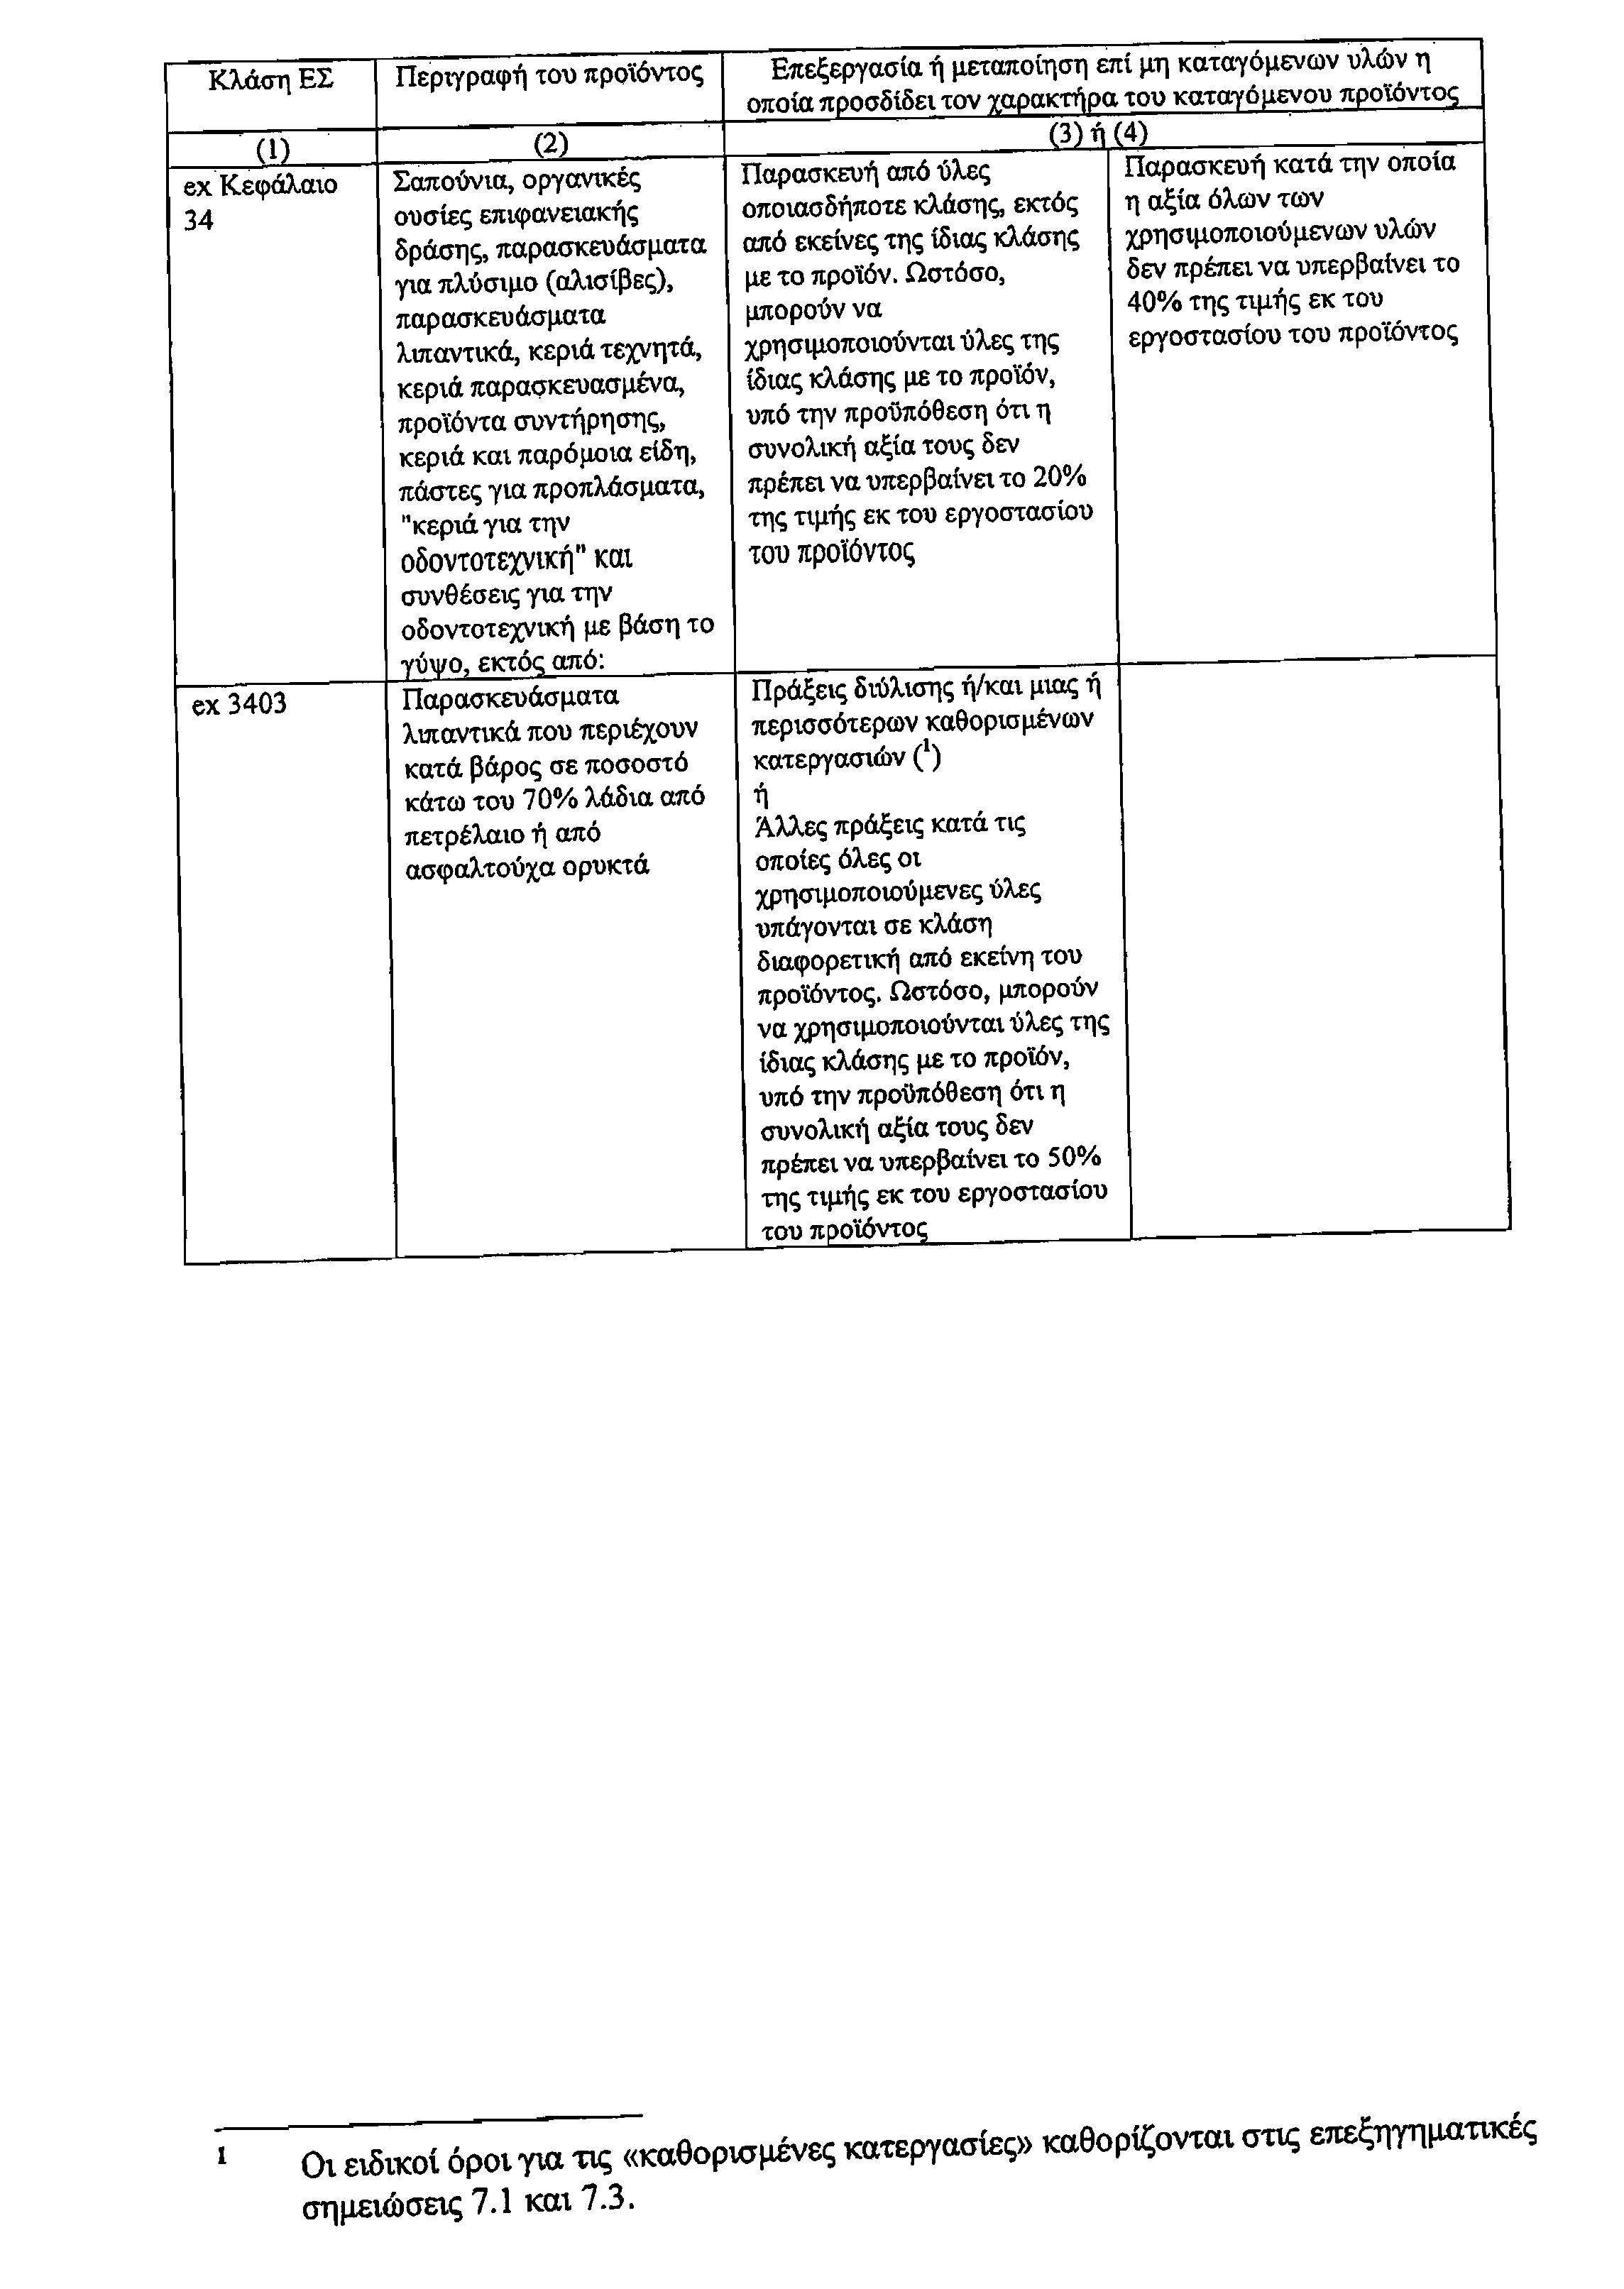 Κλάση ΕΣ
Περιγραφή του προϊόντος
Επεξεργασία ή μεταποίηση επί μη καταγόμενων υλών η
οποία προσδίδει τον χαρακτήρα του καταγόμενου προϊόντος
(1)
(2)
(3) ή (4)
ex Κεφάλαιο
34
Σαπούνια, οργανικές
ουσίες επιφανειακής
δράσης, παρασκευάσματα
για πλύσιμο (αλισίβες),
παρασκευάσματα
λιπαντικά, κεριά τεχνητά,
κεριά παρασκευασμένα,
προϊόντα συντήρησης,
κεριά και παρόμοια είδη,
πάστες για προπλάσματα,
"κεριά για την
οδοντοτεχνική" και
συνθέσεις για την
οδοντοτεχνική με βάση το
γύψο, εκτός από:
Παρασκευή από ύλες
οποιασδήποτε κλάσης, εκτός
από εκείνες της ίδιας κλάσης
με το προϊόν. Ωστόσο,
μπορούν να
χρησιμοποιούνται ύλες της
ίδιας κλάσης με το προϊόν,
υπό την προϋπόθεση ότι η
συνολική αξία τους δεν
πρέπει να υπερβαίνει το 20%
της τιμής εκ του εργοστασίου
του προϊόντος
Παρασκευή κατά την οποία
η αξία όλων των
χρησιμοποιούμενων υλών
δεν πρέπει να υπερβαίνει το
40% της τιμής εκ του
εργοστασίου του προϊόντος
ex 3403
Παρασκευάσματα
λιπαντικά που περιέχουν
κατά βάρος σε ποσοστό
κάτω του 70% λάδια από
πετρέλαιο ή από
ασφαλτούχα ορυκτά
Πράξεις διύλισης ή/και μιας ή
περισσότερων καθορισμένων
κατεργασιών (¹)
ή
Άλλες πράξεις κατά τις
οποίες όλες οι
χρησιμοποιούμενες ύλες
υπάγονται σε κλάση
διαφορετική από εκείνη του
προϊόντος. Ωστόσο, μπορούν
να χρησιμοποιούνται ύλες της
ίδιας κλάσης με το προϊόν,
υπό την προϋπόθεση ότι η
συνολική αξία τους δεν
πρέπει να υπερβαίνει το 50%
της τιμής εκ του εργοστασίου
του προϊόντος
1 Οι ειδικοί όροι για τις «καθορισμένες κατεργασίες» καθορίζονται στις επεξηγηματικές
σημειώσεις 7.1 και 7.3.